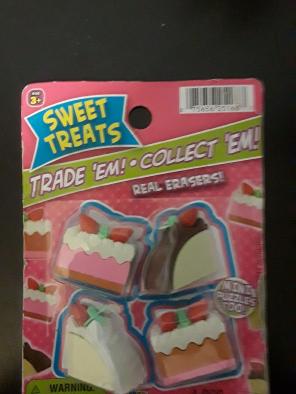 AGE
3+
SWEET
TREATS
TRADE 'EM! • COLLECT 'EM!
REAL ERASERS!
MINI
PUZZLES
TOO!
WARNING: